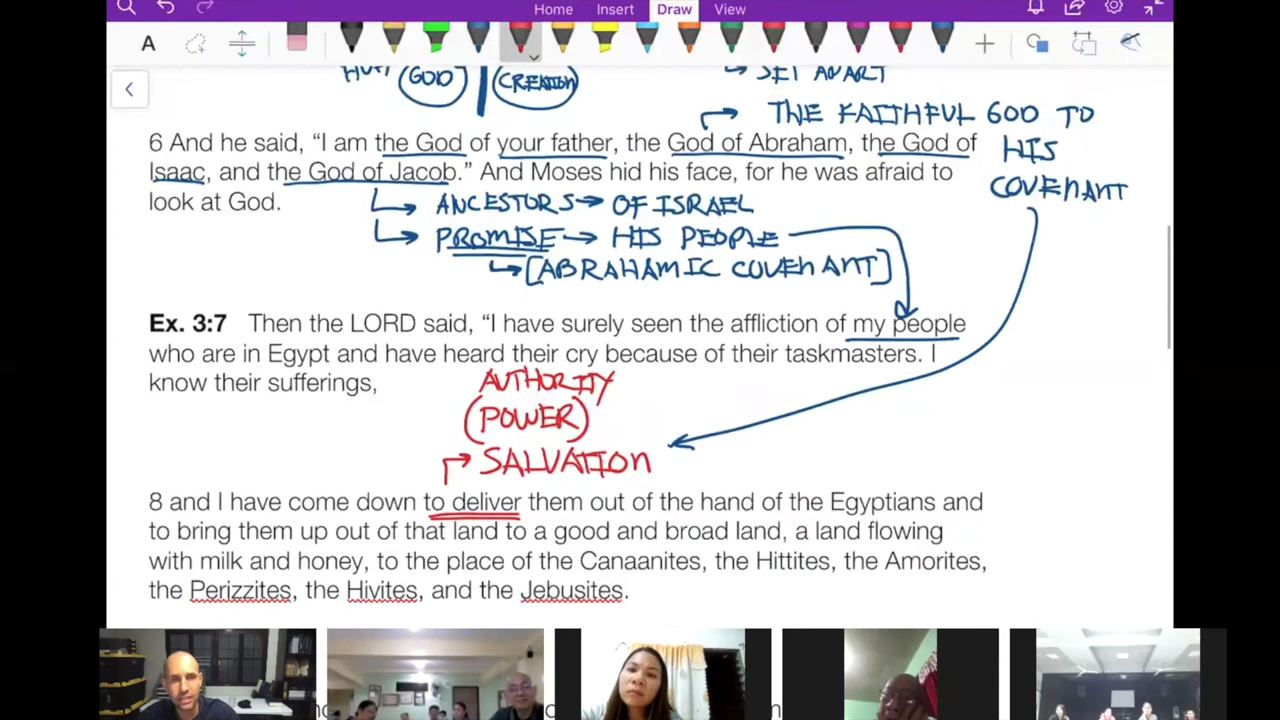 Home Insert Draw View
A
GOD CREATION
SET APART
THE FAITHFUL GOD TO
HIS
COVENANT
6 And he said, “I am the God of your father, the God of Abraham, the God of
Isaac, and the God of Jacob.” And Moses hid his face, for he was afraid to
look at God.
ANCESTORS → OF ISRAEL
PROMISE → HIS PEOPLE
[ABRAHAMIC COVENANT]
Ex. 3:7 Then the LORD said, “I have surely seen the affliction of my people
who are in Egypt and have heard their cry because of their taskmasters. I
know their sufferings,
AUTHORITY
(POWER)
SALVATION
8 and I have come down to deliver them out of the hand of the Egyptians and
to bring them up out of that land to a good and broad land, a land flowing
with milk and honey, to the place of the Canaanites, the Hittites, the Amorites,
the Perizzites, the Hivites, and the Jebusites.